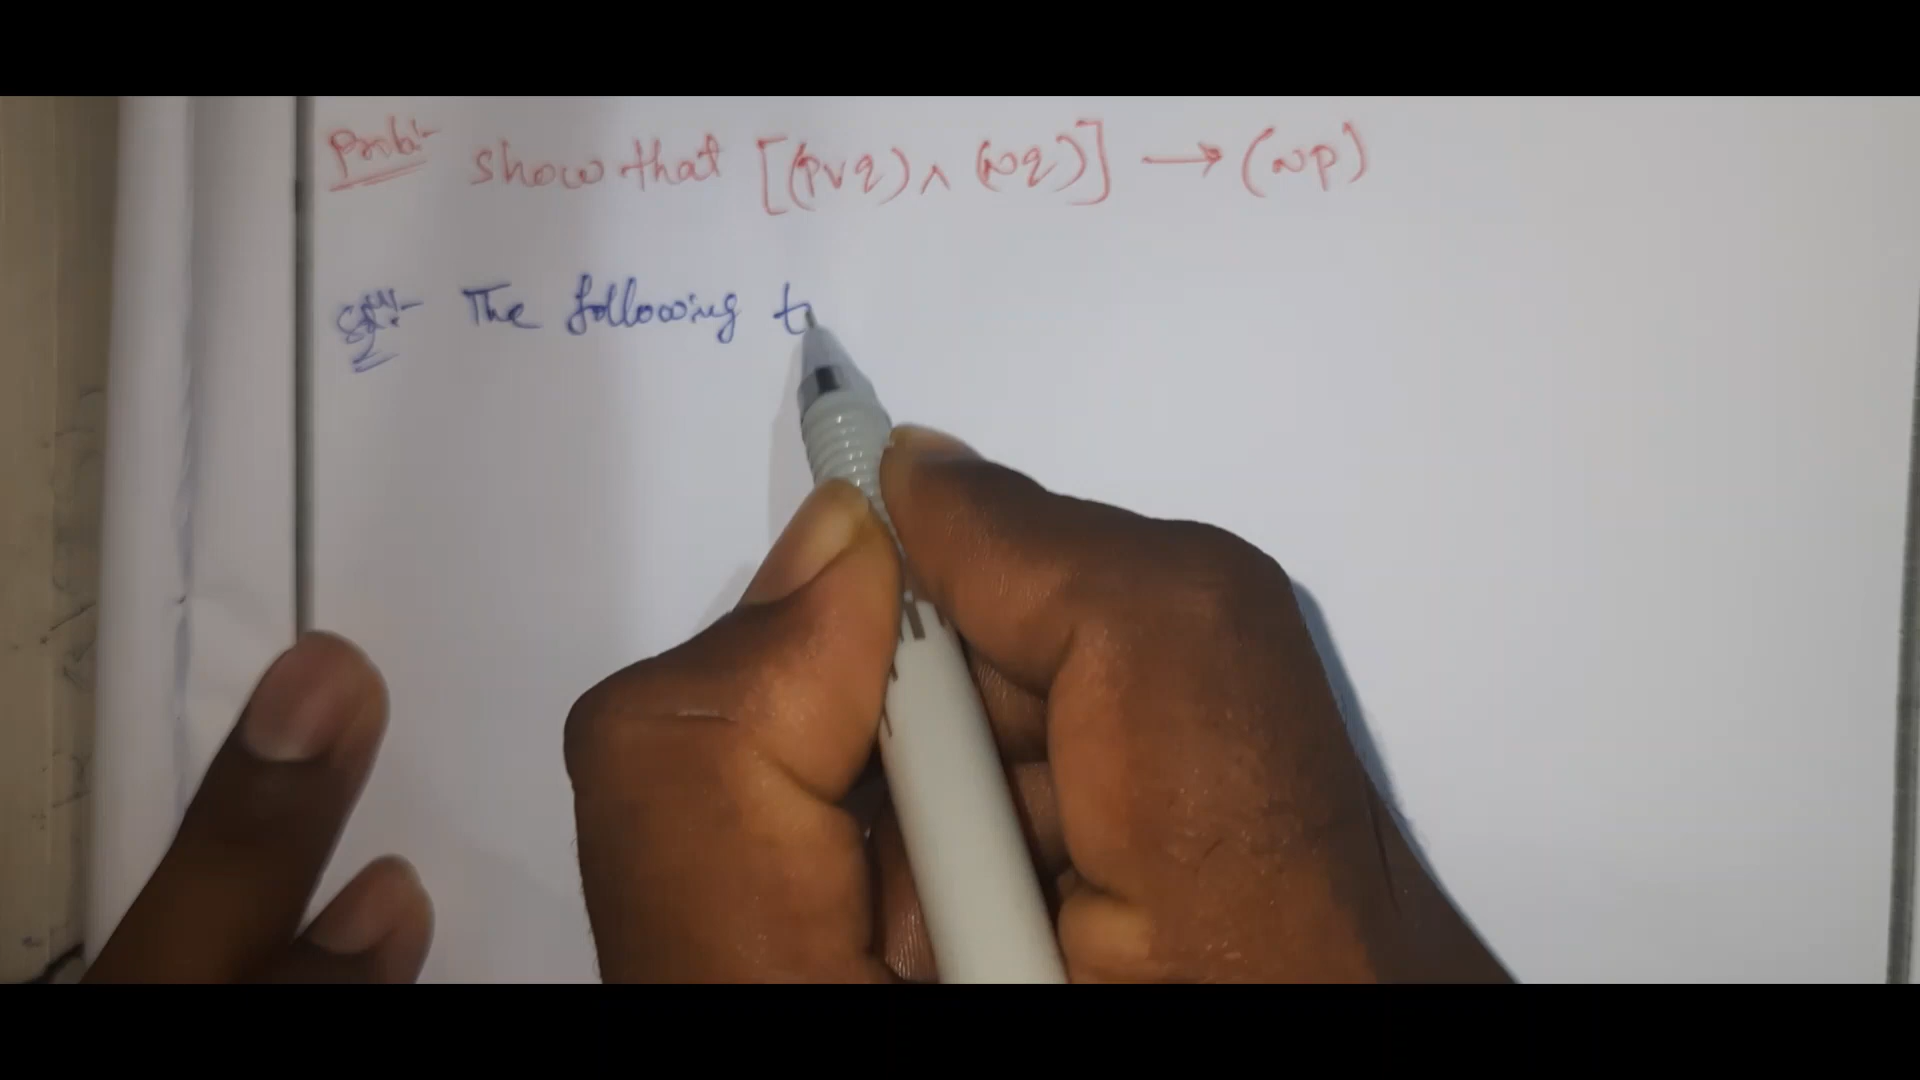 Prob:- show that [(p∨q)∧(~q)] → (~p)
Sol:- The following t